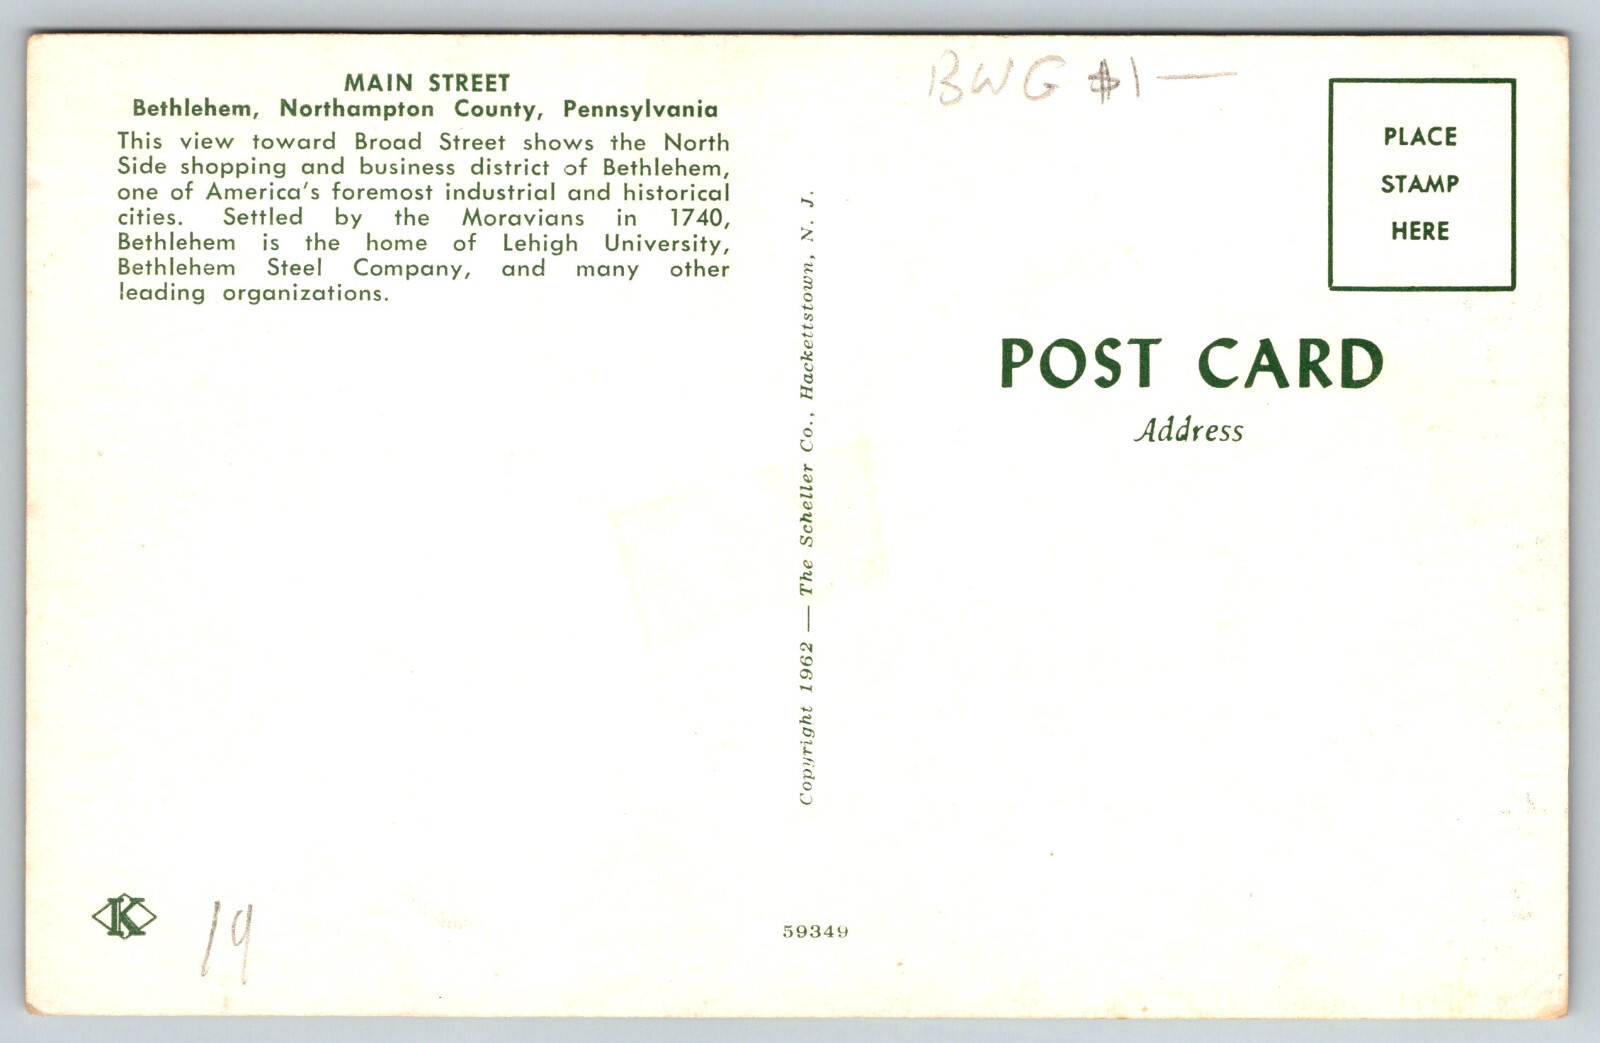 MAIN STREET
Bethlehem, Northampton County, Pennsylvania
This view toward Broad Street shows the North
Side shopping and business district of Bethlehem,
one of America's foremost industrial and historical
cities. Settled by the Moravians in 1740,
Bethlehem is the home of Lehigh University,
Bethlehem Steel Company, and many other
leading organizations.
K
19
Copyright 1962 — The Scheller Co., Hackettstown, N. J.
59349
BWG $1 —
PLACE
STAMP
HERE
POST CARD
Address